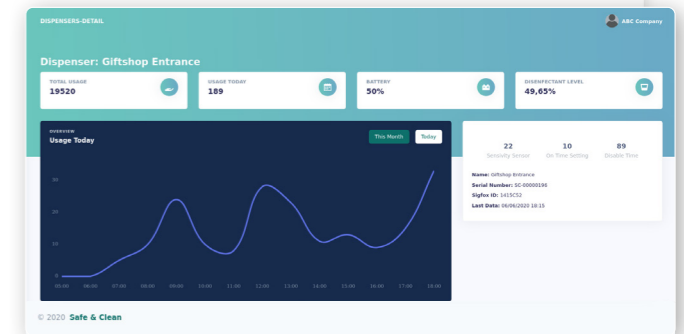 DISPENSERS-DETAIL
ABC Company
Dispenser: Giftshop Entrance
TOTAL USAGE
19520
USAGE TODAY
189
BATTERY
50%
DISENFECTANT LEVEL
49,65%
OVERVIEW
Usage Today
This Month
Today
30
20
10
0
05:00 06:00 07:00 08:00 09:00 10:00 11:00 12:00 13:00 14:00 15:00 16:00 17:00 18:00
22 10 89
Sensivity Sensor On Time Setting Disable Time
Name: Giftshop Entrance
Serial Number: SC-00000196
Sigfox ID: 1415C52
Last Data: 06/06/2020 18:15
© 2020 Safe & Clean